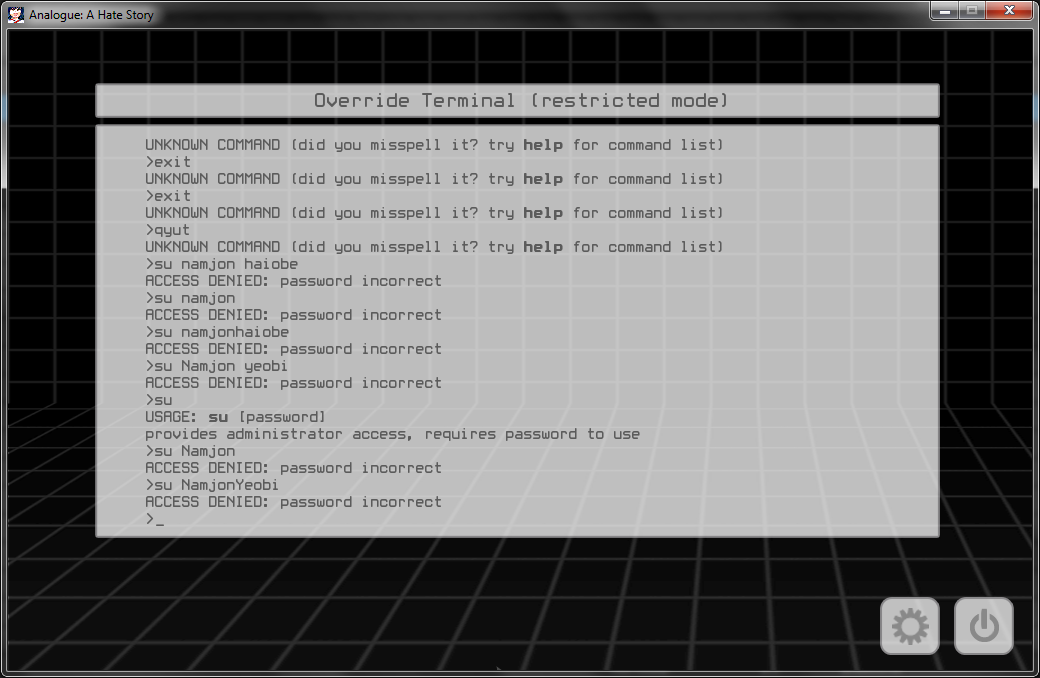 Analogue: A Hate Story
Override Terminal (restricted mode)
UNKNOWN COMMAND (did you misspell it? try help for command list)
>exit
UNKNOWN COMMAND (did you misspell it? try help for command list)
>exit
UNKNOWN COMMAND (did you misspell it? try help for command list)
>qyut
UNKNOWN COMMAND (did you misspell it? try help for command list)
>su namjon haiobe
ACCESS DENIED: password incorrect
>su namjon
ACCESS DENIED: password incorrect
>su namjonhaiobe
ACCESS DENIED: password incorrect
>su Namjon yeobi
ACCESS DENIED: password incorrect
>su
USAGE: su [password]
provides administrator access, requires password to use
>su Namjon
ACCESS DENIED: password incorrect
>su NamjonYeobi
ACCESS DENIED: password incorrect
>_